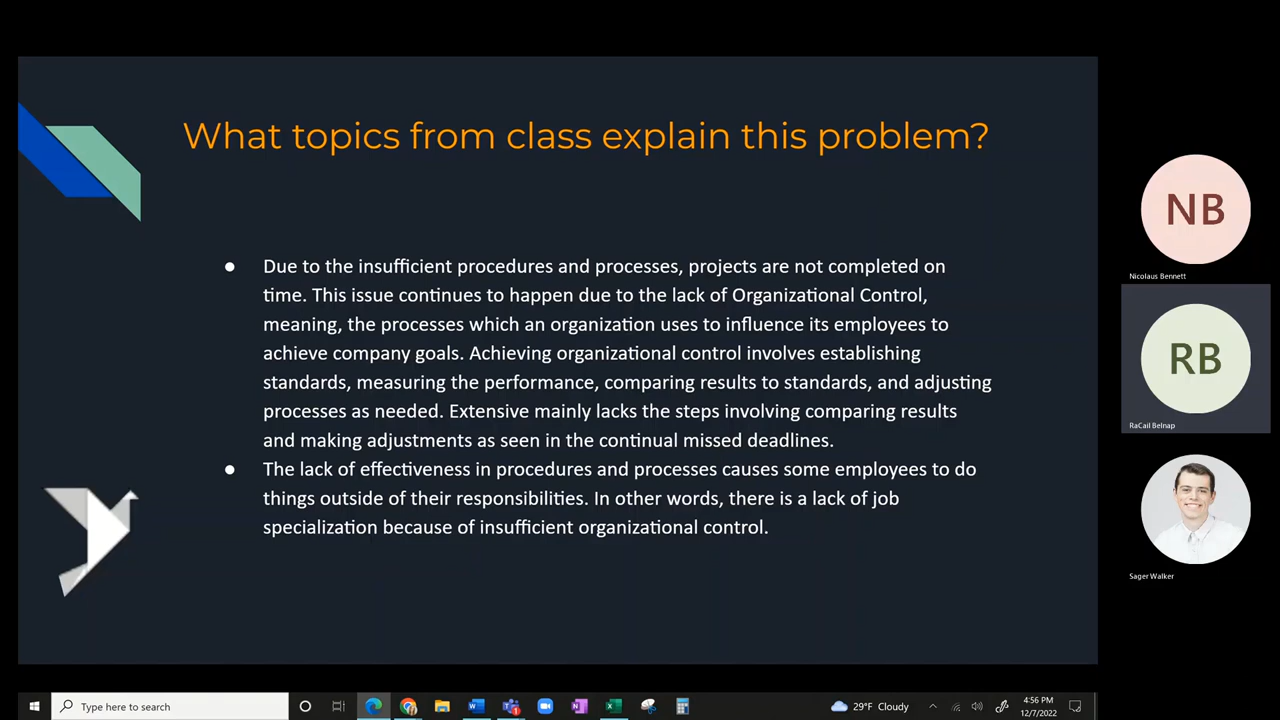 What topics from class explain this problem?
● Due to the insufficient procedures and processes, projects are not completed on
time. This issue continues to happen due to the lack of Organizational Control,
meaning, the processes which an organization uses to influence its employees to
achieve company goals. Achieving organizational control involves establishing
standards, measuring the performance, comparing results to standards, and adjusting
processes as needed. Extensive mainly lacks the steps involving comparing results
and making adjustments as seen in the continual missed deadlines.
● The lack of effectiveness in procedures and processes causes some employees to do
things outside of their responsibilities. In other words, there is a lack of job
specialization because of insufficient organizational control.
NB
Nicolaus Bennett
RB
RaCail Belnap
Sager Walker
Type here to search
29°F Cloudy
4:56 PM
12/7/2022